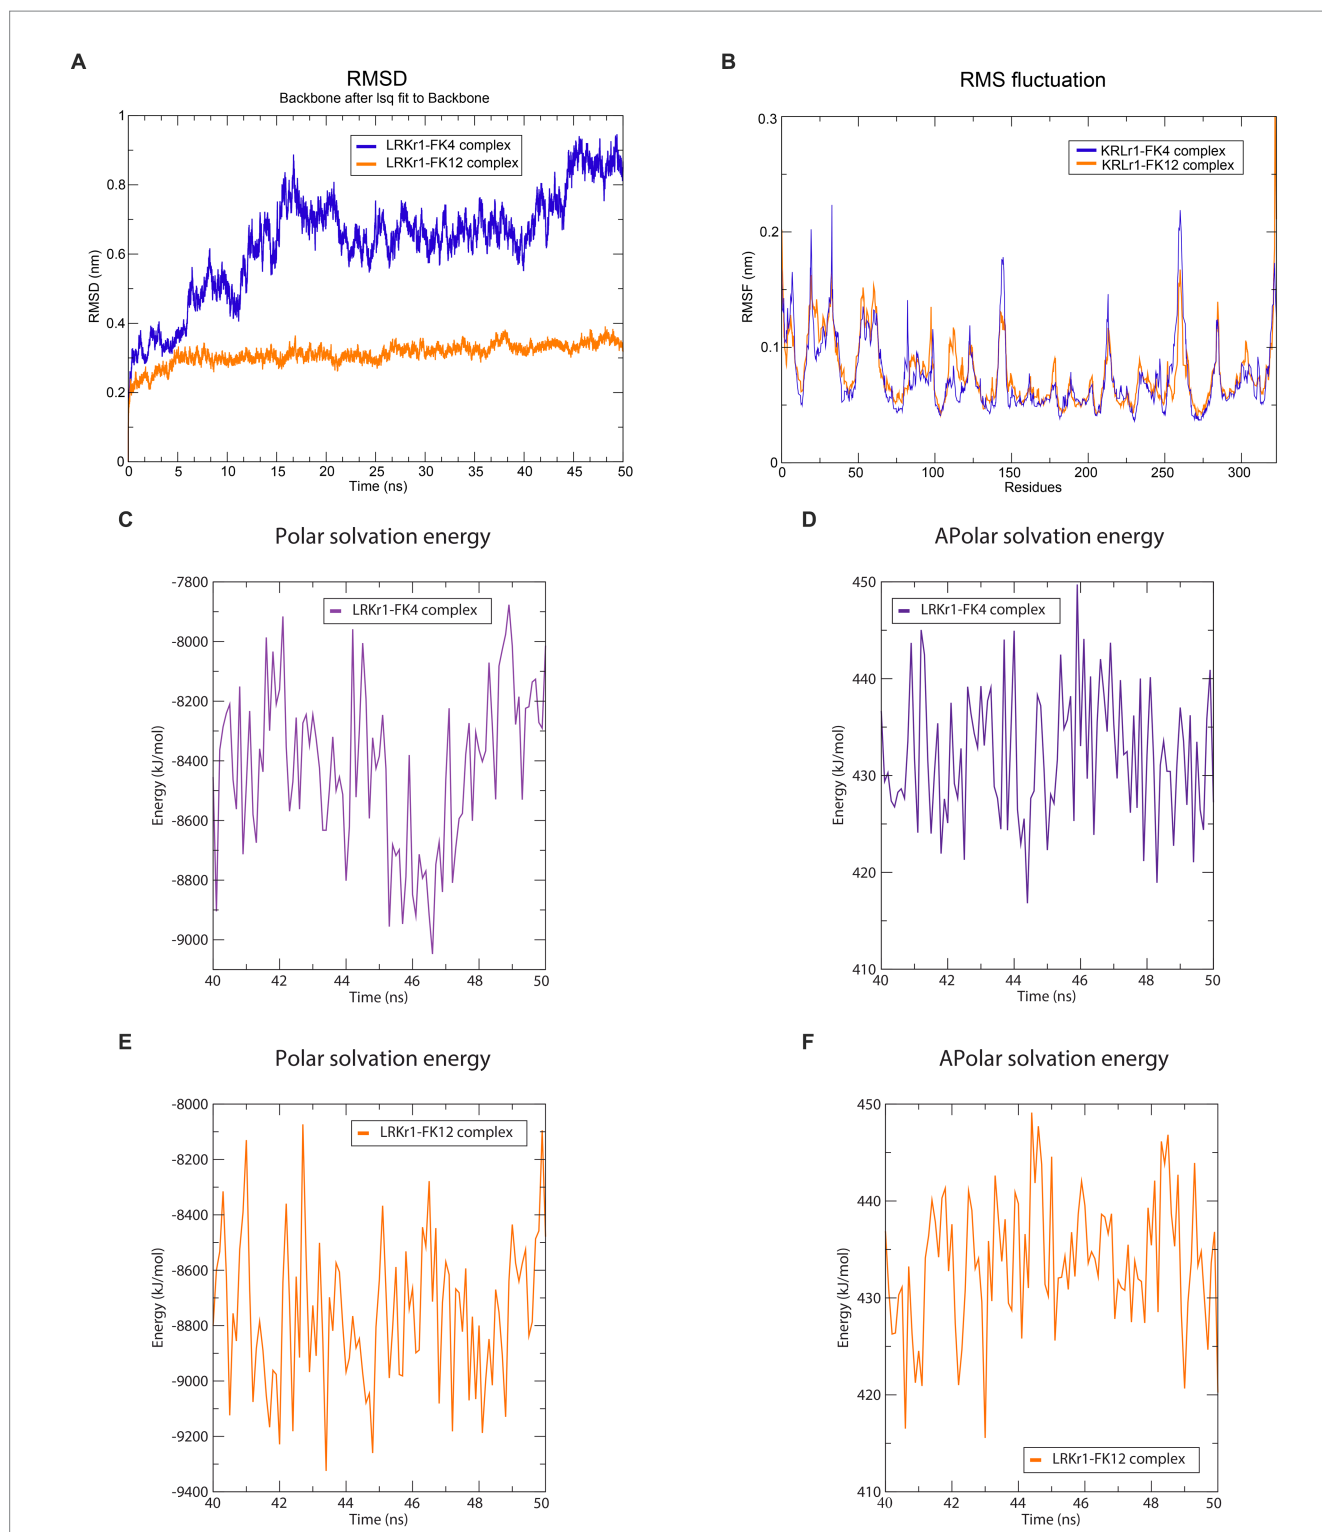 A
RMSD
Backbone after lsq fit to Backbone
1
0.8
0.6
0.4
0.2
0
RMSD (nm)
LRKr1-FK4 complex
LRKr1-FK12 complex
0 5 10 15 20 25 30 35 40 45 50
Time (ns)
B
RMS fluctuation
0.3
0.2
0.1
0
RMSF (nm)
KRLr1-FK4 complex
KRLr1-FK12 complex
0 50 100 150 200 250 300
Residues
C
Polar solvation energy
-7800
-8000
-8200
-8400
-8600
-8800
-9000
Energy (kJ/mol)
LRKr1-FK4 complex
40 42 44 46 48 50
Time (ns)
D
APolar solvation energy
450
440
430
420
410
Energy (kJ/mol)
LRKr1-FK4 complex
40 42 44 46 48 50
Time (ns)
E
Polar solvation energy
-8000
-8200
-8400
-8600
-8800
-9000
-9200
-9400
Energy (kJ/mol)
LRKr1-FK12 complex
40 42 44 46 48 50
Time (ns)
F
APolar solvation energy
450
440
430
420
410
Energy (kJ/mol)
LRKr1-FK12 complex
40 42 44 46 48 50
Time (ns)